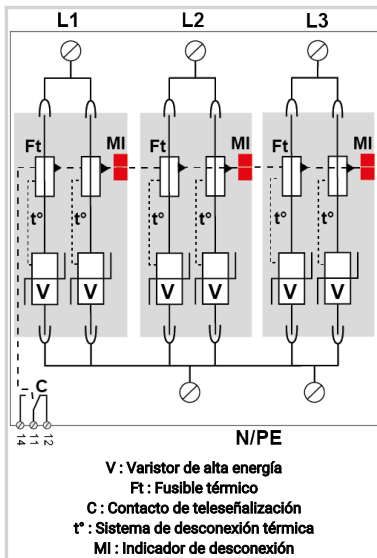 L1 L2 L3
Ft MI Ft MI Ft MI
t° t° t° t° t° t°
V V V V V V
C
14 11 12
N/PE
V : Varistor de alta energía
Ft : Fusible térmico
C : Contacto de teleseñalización
t° : Sistema de desconexión térmica
MI : Indicador de desconexión